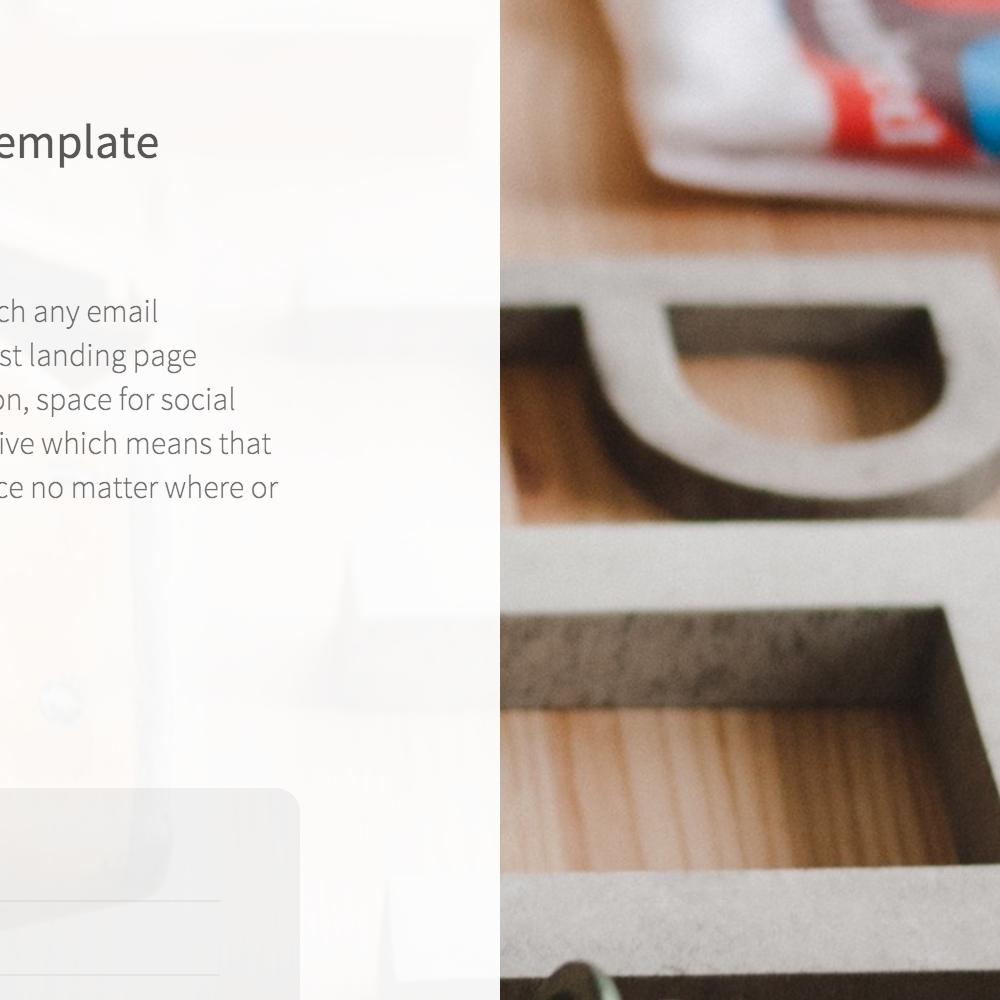 emplate
ch any email
st landing page
on, space for social
ive which means that
ce no matter where or